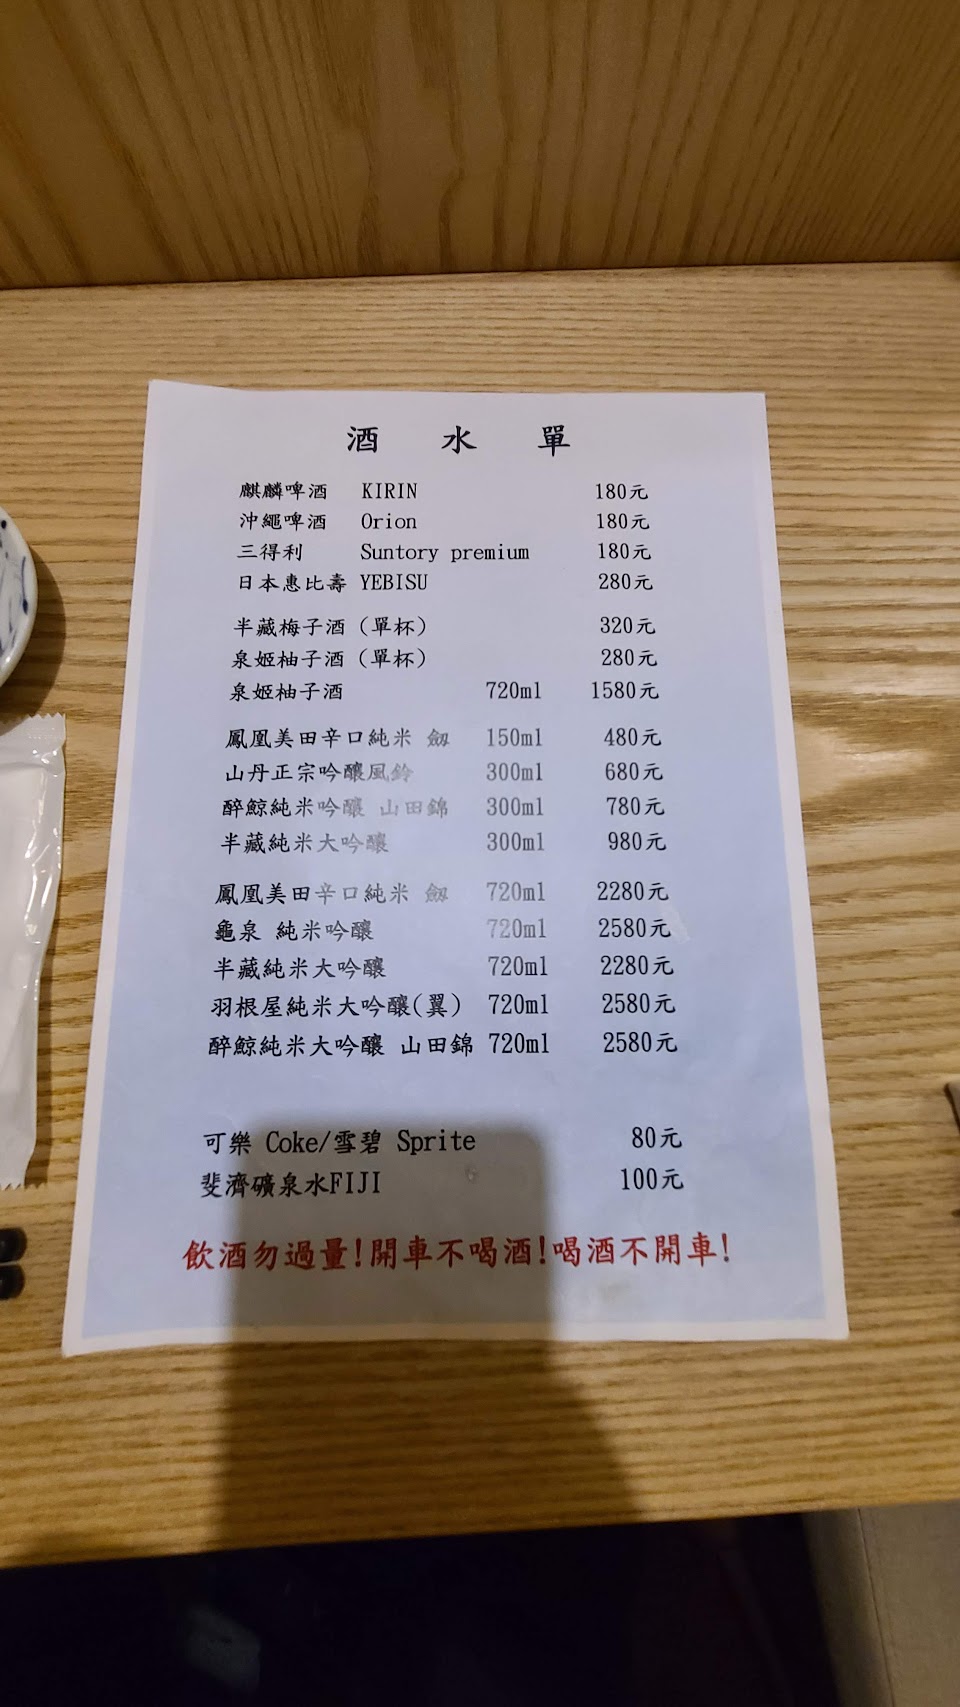 酒 水 單
麒麟啤酒 KIRIN 180元
沖繩啤酒 Orion 180元
三得利 Suntory premium 180元
日本惠比壽 YEBISU 280元
半藏梅子酒(單杯) 320元
泉姬柚子酒(單杯) 280元
泉姬柚子酒 720ml 1580元
鳳凰美田辛口純米 劔 150ml 480元
山丹正宗吟釀風鈴 300ml 680元
醉鯨純米吟釀 山田錦 300ml 780元
半藏純米大吟釀 300ml 980元
鳳凰美田辛口純米 劔 720ml 2280元
龜泉 純米吟釀 720ml 2580元
半藏純米大吟釀 720ml 2280元
羽根屋純米大吟釀(翼) 720ml 2580元
醉鯨純米大吟釀 山田錦 720ml 2580元
可樂 Coke/雪碧 Sprite 80元
斐濟礦泉水FIJI 100元
飲酒勿過量!開車不喝酒!喝酒不開車!